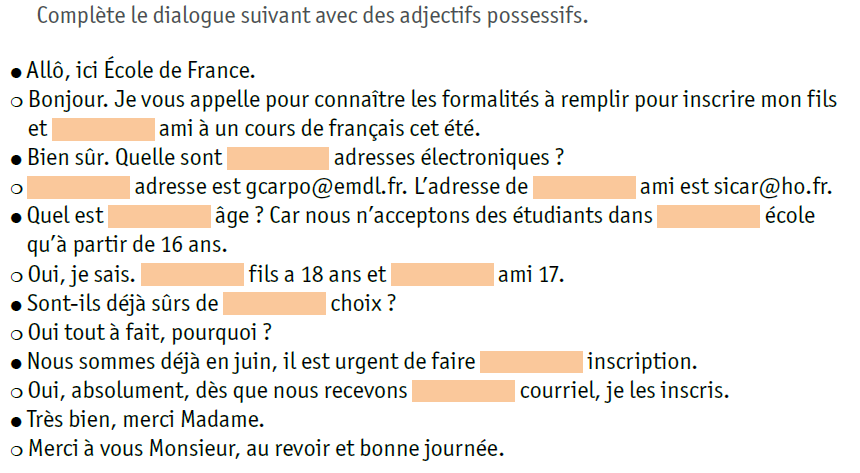 Complète le dialogue suivant avec des adjectifs possessifs.
● Allô, ici École de France.
○ Bonjour. Je vous appelle pour connaître les formalités à remplir pour inscrire mon fils
et ami à un cours de français cet été.
● Bien sûr. Quelle sont adresses électroniques ?
○ adresse est gcarpo@emdl.fr. L’adresse de ami est sicar@ho.fr.
● Quel est âge ? Car nous n’acceptons des étudiants dans école
qu’à partir de 16 ans.
○ Oui, je sais. fils a 18 ans et ami 17.
● Sont-ils déjà sûrs de choix ?
○ Oui tout à fait, pourquoi ?
● Nous sommes déjà en juin, il est urgent de faire inscription.
○ Oui, absolument, dès que nous recevons courriel, je les inscris.
● Très bien, merci Madame.
○ Merci à vous Monsieur, au revoir et bonne journée.